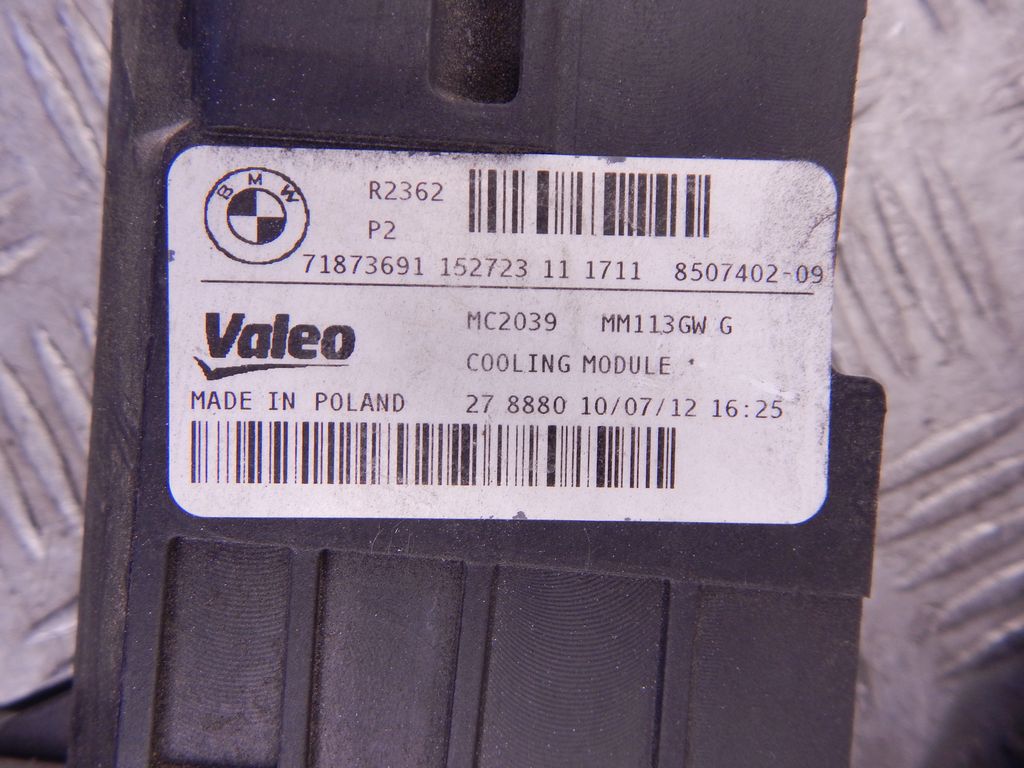 BMW
R2362
P2
71873691 152723 11 1711 8507402-09
Valeo
MC2039 MM113GW G
COOLING MODULE
MADE IN POLAND 27 8880 10/07/12 16:25